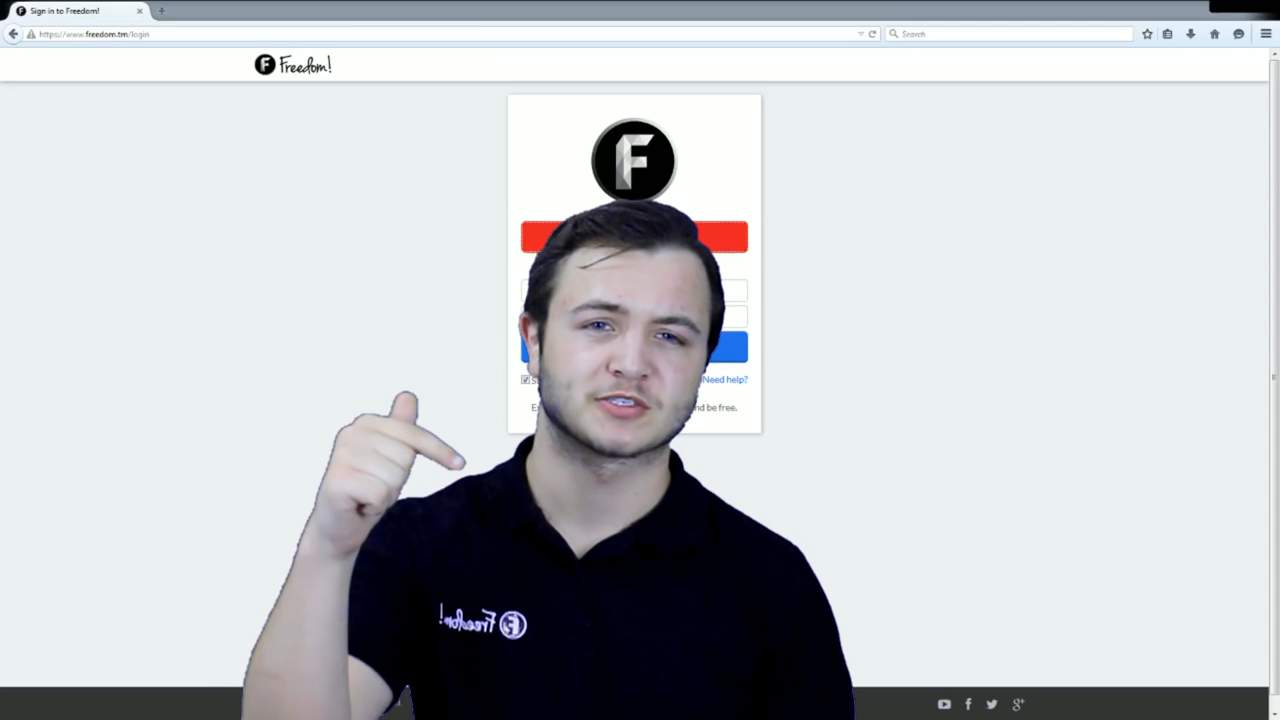 Sign in to Freedom!
https://www.freedom.tm/login
Search
Freedom!
F
Need help?
nd be free.
Freedom!